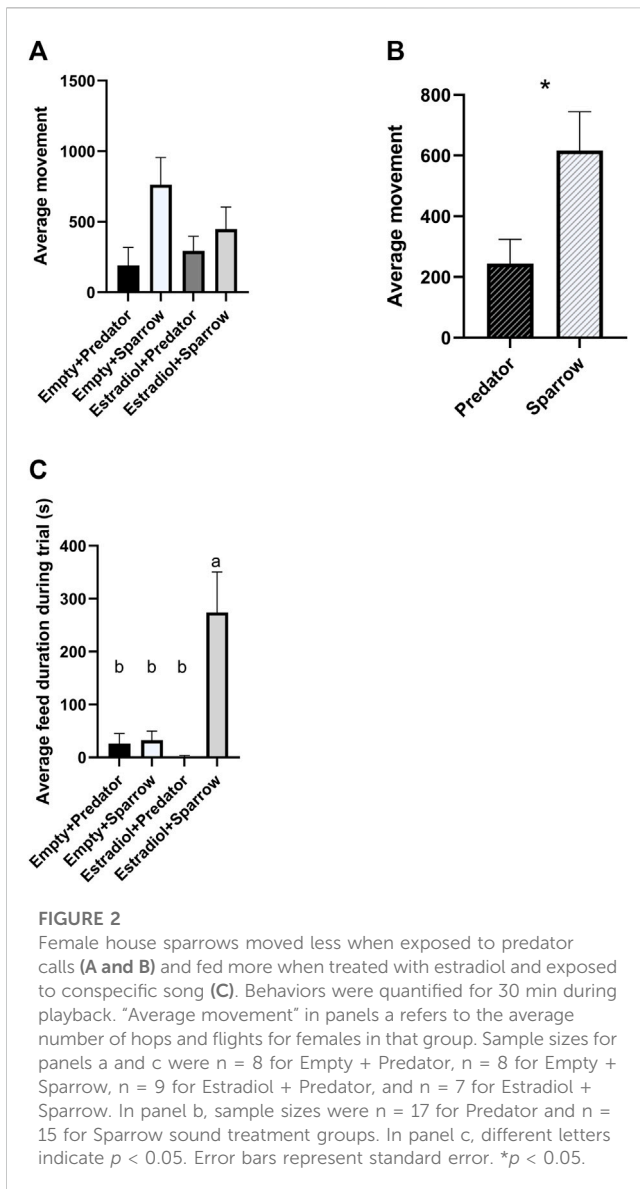 A
1500
1000
500
0
Average movement
Empty+Predator
Empty+Sparrow
Estradiol+Predator
Estradiol+Sparrow
B
*
800
600
400
200
0
Average movement
Predator
Sparrow
C
400
300
200
100
0
Average feed duration during trial (s)
b
b
b
a
Empty+Predator
Empty+Sparrow
Estradiol+Predator
Estradiol+Sparrow
FIGURE 2
Female house sparrows moved less when exposed to predator
calls (A and B) and fed more when treated with estradiol and exposed
to conspecific song (C). Behaviors were quantified for 30 min during
playback. “Average movement” in panels a refers to the average
number of hops and flights for females in that group. Sample sizes for
panels a and c were n = 8 for Empty + Predator, n = 8 for Empty +
Sparrow, n = 9 for Estradiol + Predator, and n = 7 for Estradiol +
Sparrow. In panel b, sample sizes were n = 17 for Predator and n =
15 for Sparrow sound treatment groups. In panel c, different letters
indicate p < 0.05. Error bars represent standard error. *p < 0.05.